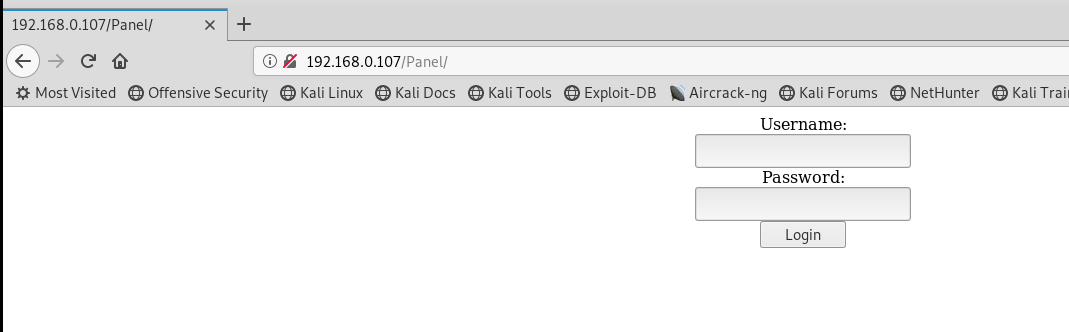 192.168.0.107/Panel/
192.168.0.107/Panel/
Most Visited Offensive Security Kali Linux Kali Docs Kali Tools Exploit-DB Aircrack-ng Kali Forums NetHunter Kali Trai
Username:
Password:
Login